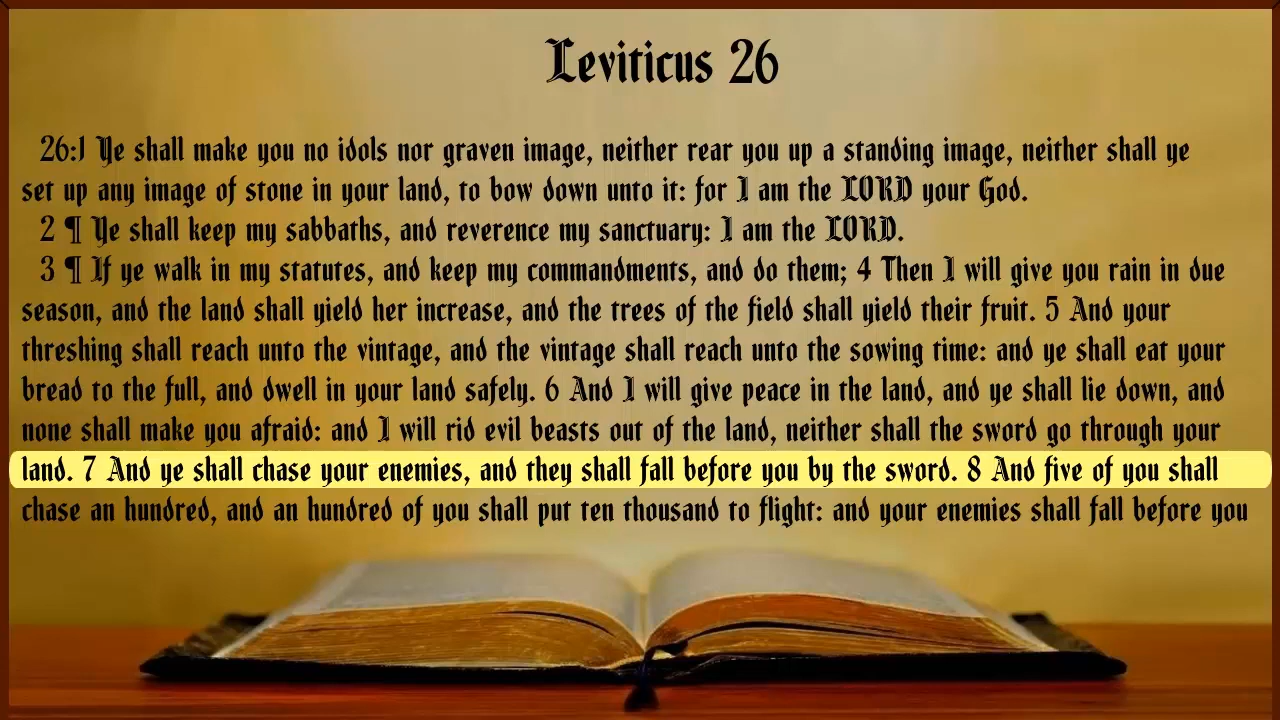 Leviticus 26
26:1 Ye shall make you no idols nor graven image, neither rear you up a standing image, neither shall ye
set up any image of stone in your land, to bow down unto it: for I am the LORD your God.
2 ¶ Ye shall keep my sabbaths, and reverence my sanctuary: I am the LORD.
3 ¶ If ye walk in my statutes, and keep my commandments, and do them; 4 Then I will give you rain in due
season, and the land shall yield her increase, and the trees of the field shall yield their fruit. 5 And your
threshing shall reach unto the vintage, and the vintage shall reach unto the sowing time: and ye shall eat your
bread to the full, and dwell in your land safely. 6 And I will give peace in the land, and ye shall lie down, and
none shall make you afraid: and I will rid evil beasts out of the land, neither shall the sword go through your
land. 7 And ye shall chase your enemies, and they shall fall before you by the sword. 8 And five of you shall
chase an hundred, and an hundred of you shall put ten thousand to flight: and your enemies shall fall before you